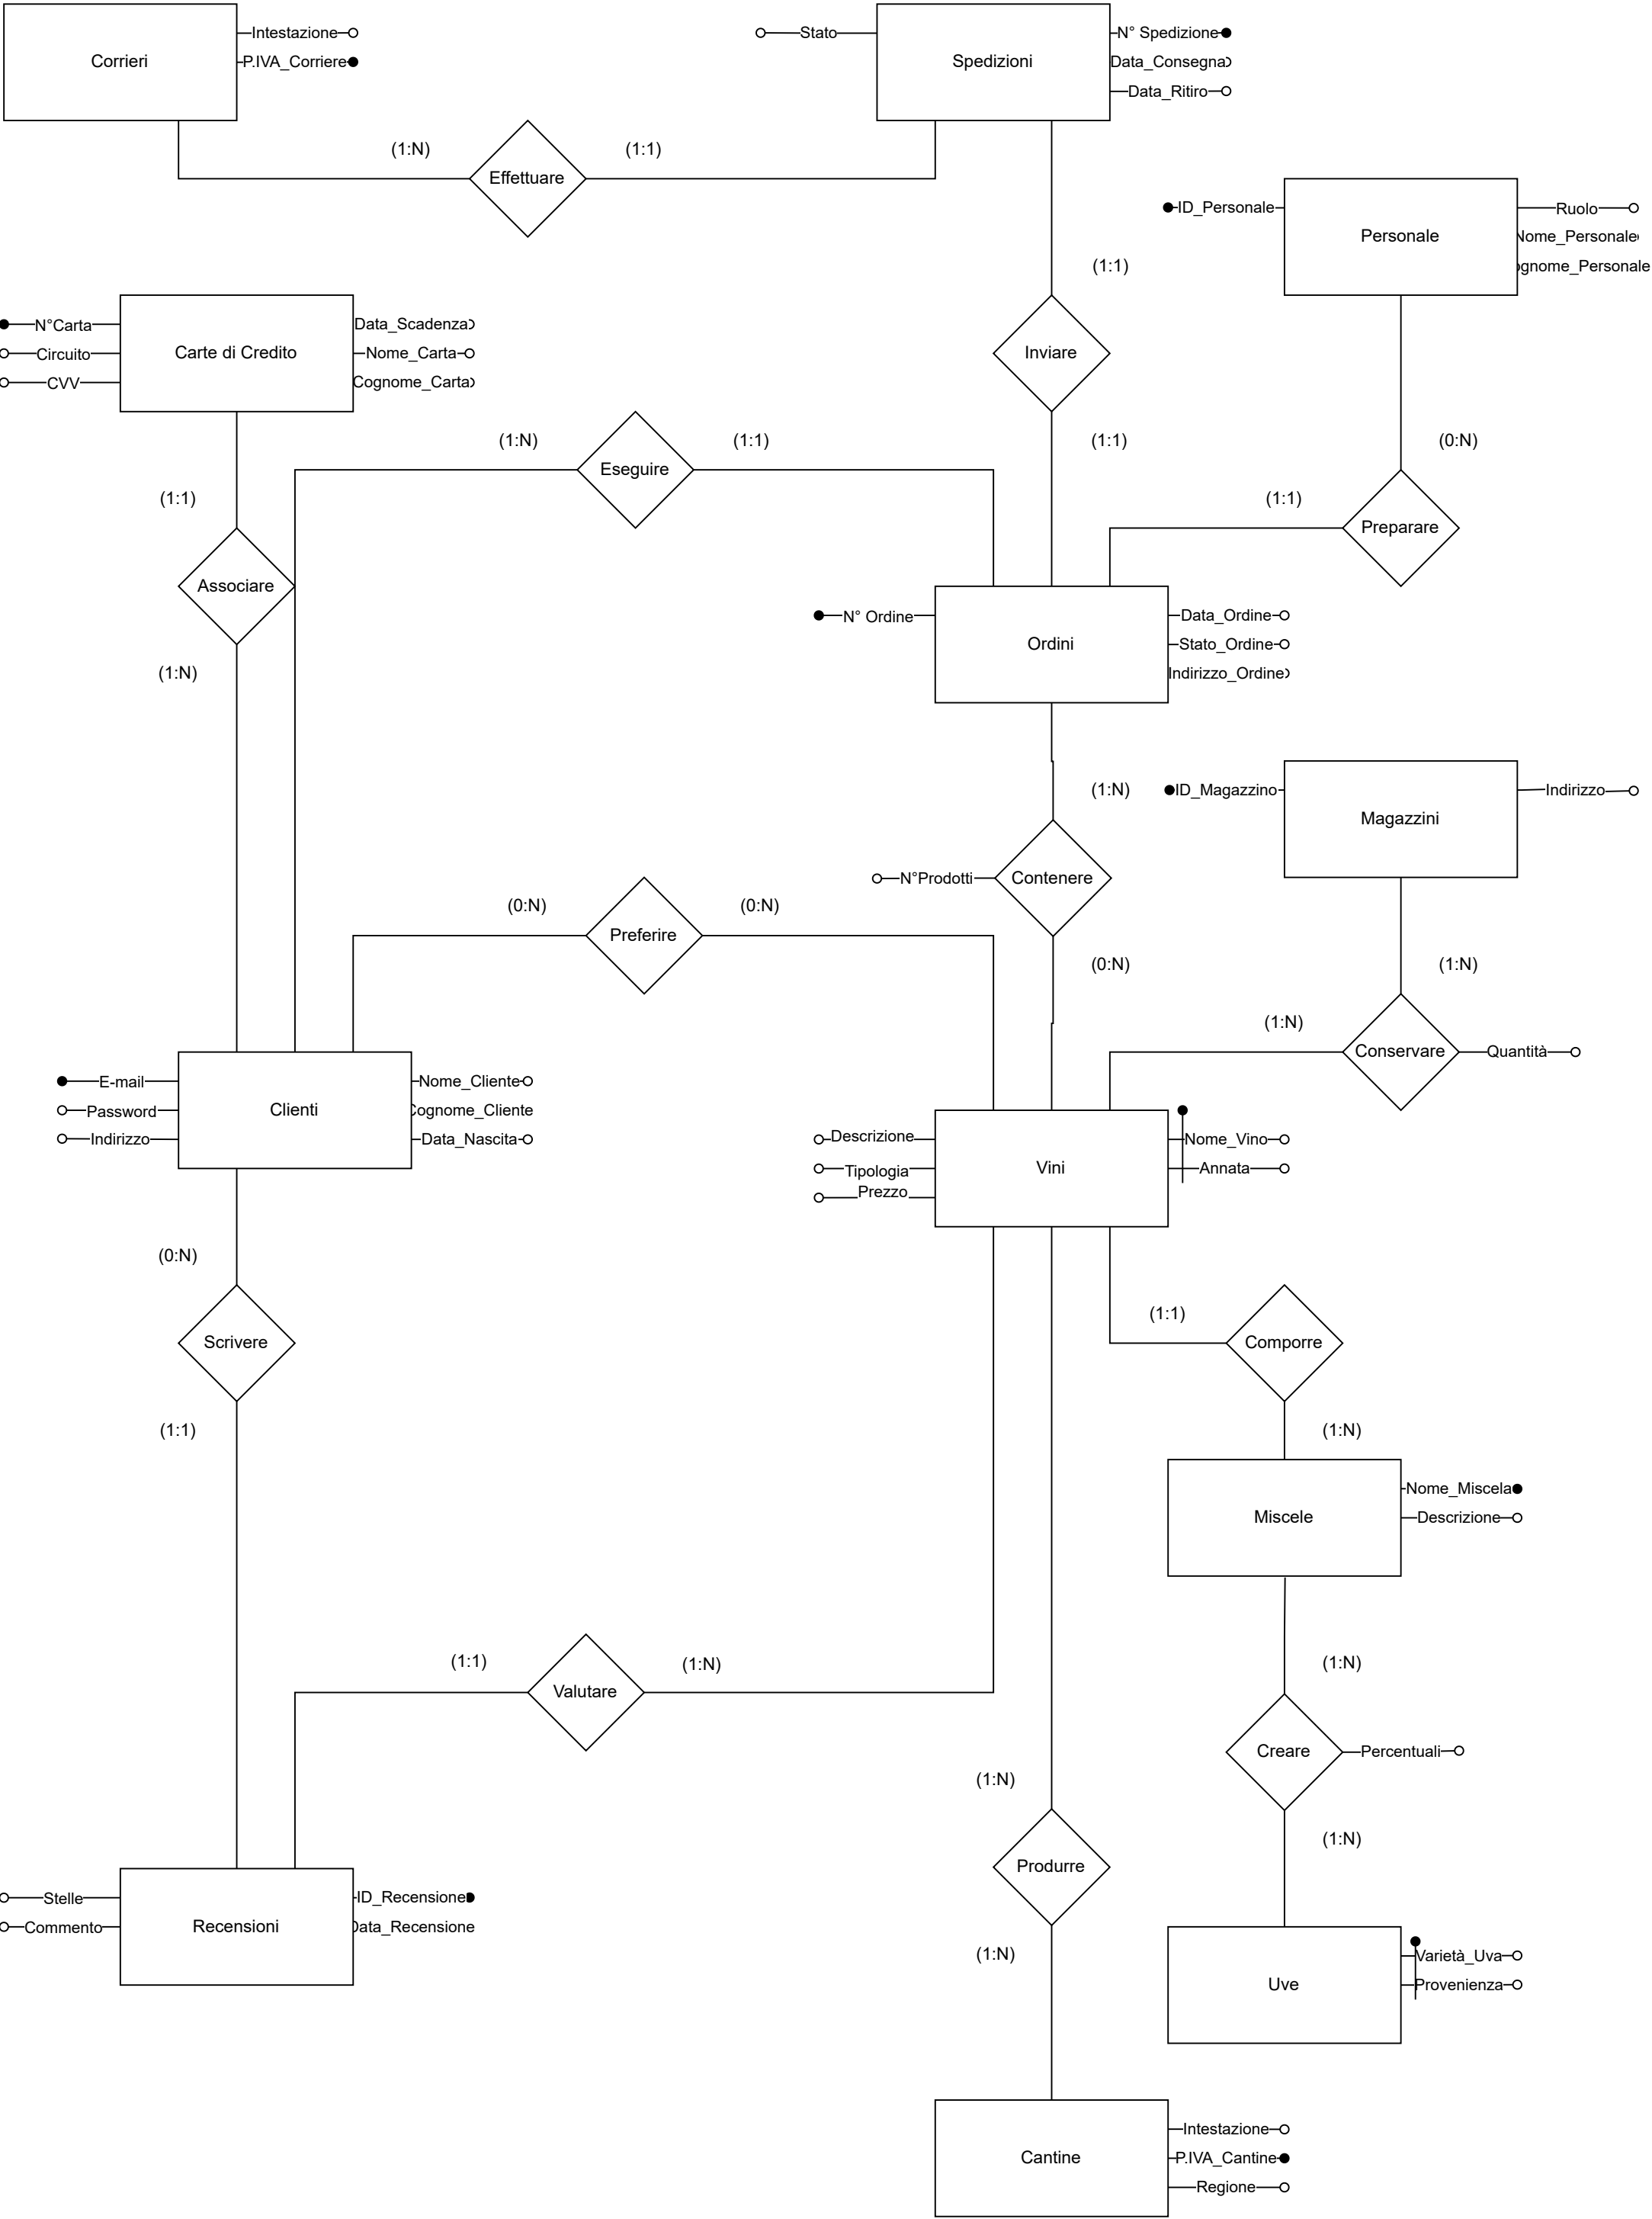 Corrieri
Intestazione
P.IVA_Corriere
Stato
Spedizioni
N° Spedizione
Data_Consegna
Data_Ritiro
(1:N)
Effettuare
(1:1)
ID_Personale
Personale
Ruolo
Nome_Personale
ognome_Personale
(1:1)
Inviare
(1:1)
N°Carta
Circuito
CVV
Carte di Credito
Data_Scadenza
Nome_Carta
Cognome_Carta
(1:N)
Eseguire
(1:1)
(0:N)
(1:1)
Preparare
(1:1)
Associare
(1:N)
N° Ordine
Ordini
Data_Ordine
Stato_Ordine
Indirizzo_Ordine
(1:N)
ID_Magazzino
Magazzini
Indirizzo
N°Prodotti
Contenere
(0:N)
(0:N)
Preferire
(0:N)
(1:N)
(1:N)
Conservare
Quantità
E-mail
Password
Indirizzo
Clienti
Nome_Cliente
Cognome_Cliente
Data_Nascita
Descrizione
Tipologia
Prezzo
Vini
Nome_Vino
Annata
(0:N)
Scrivere
(1:1)
(1:1)
Comporre
(1:N)
Miscele
Nome_Miscela
Descrizione
(1:1)
Valutare
(1:N)
(1:N)
Creare
Percentuali
(1:N)
(1:N)
Produrre
(1:N)
Stelle
Commento
Recensioni
ID_Recensione
Data_Recensione
Uve
Varietà_Uva
Provenienza
Cantine
Intestazione
P.IVA_Cantine
Regione